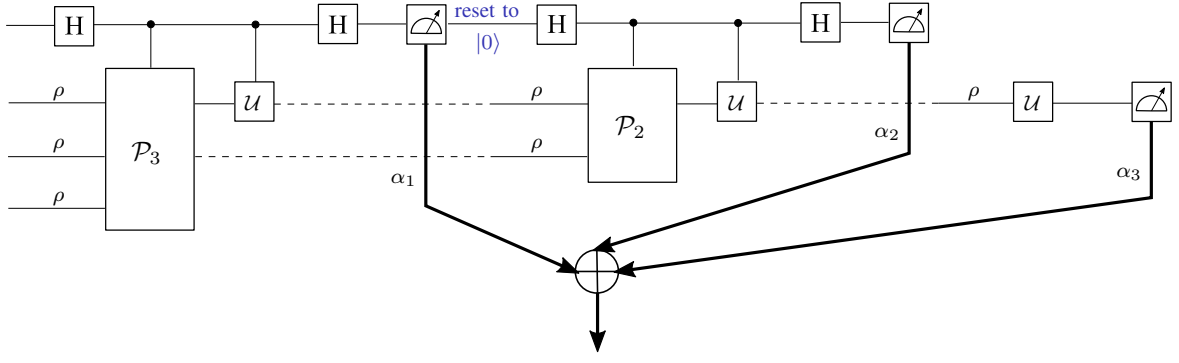 H H reset to H H
|0⟩
ρ 𝒰 ρ 𝒰 ρ 𝒰
ρ 𝒫₃ ρ 𝒫₂ α₂
α₁ α₃
ρ